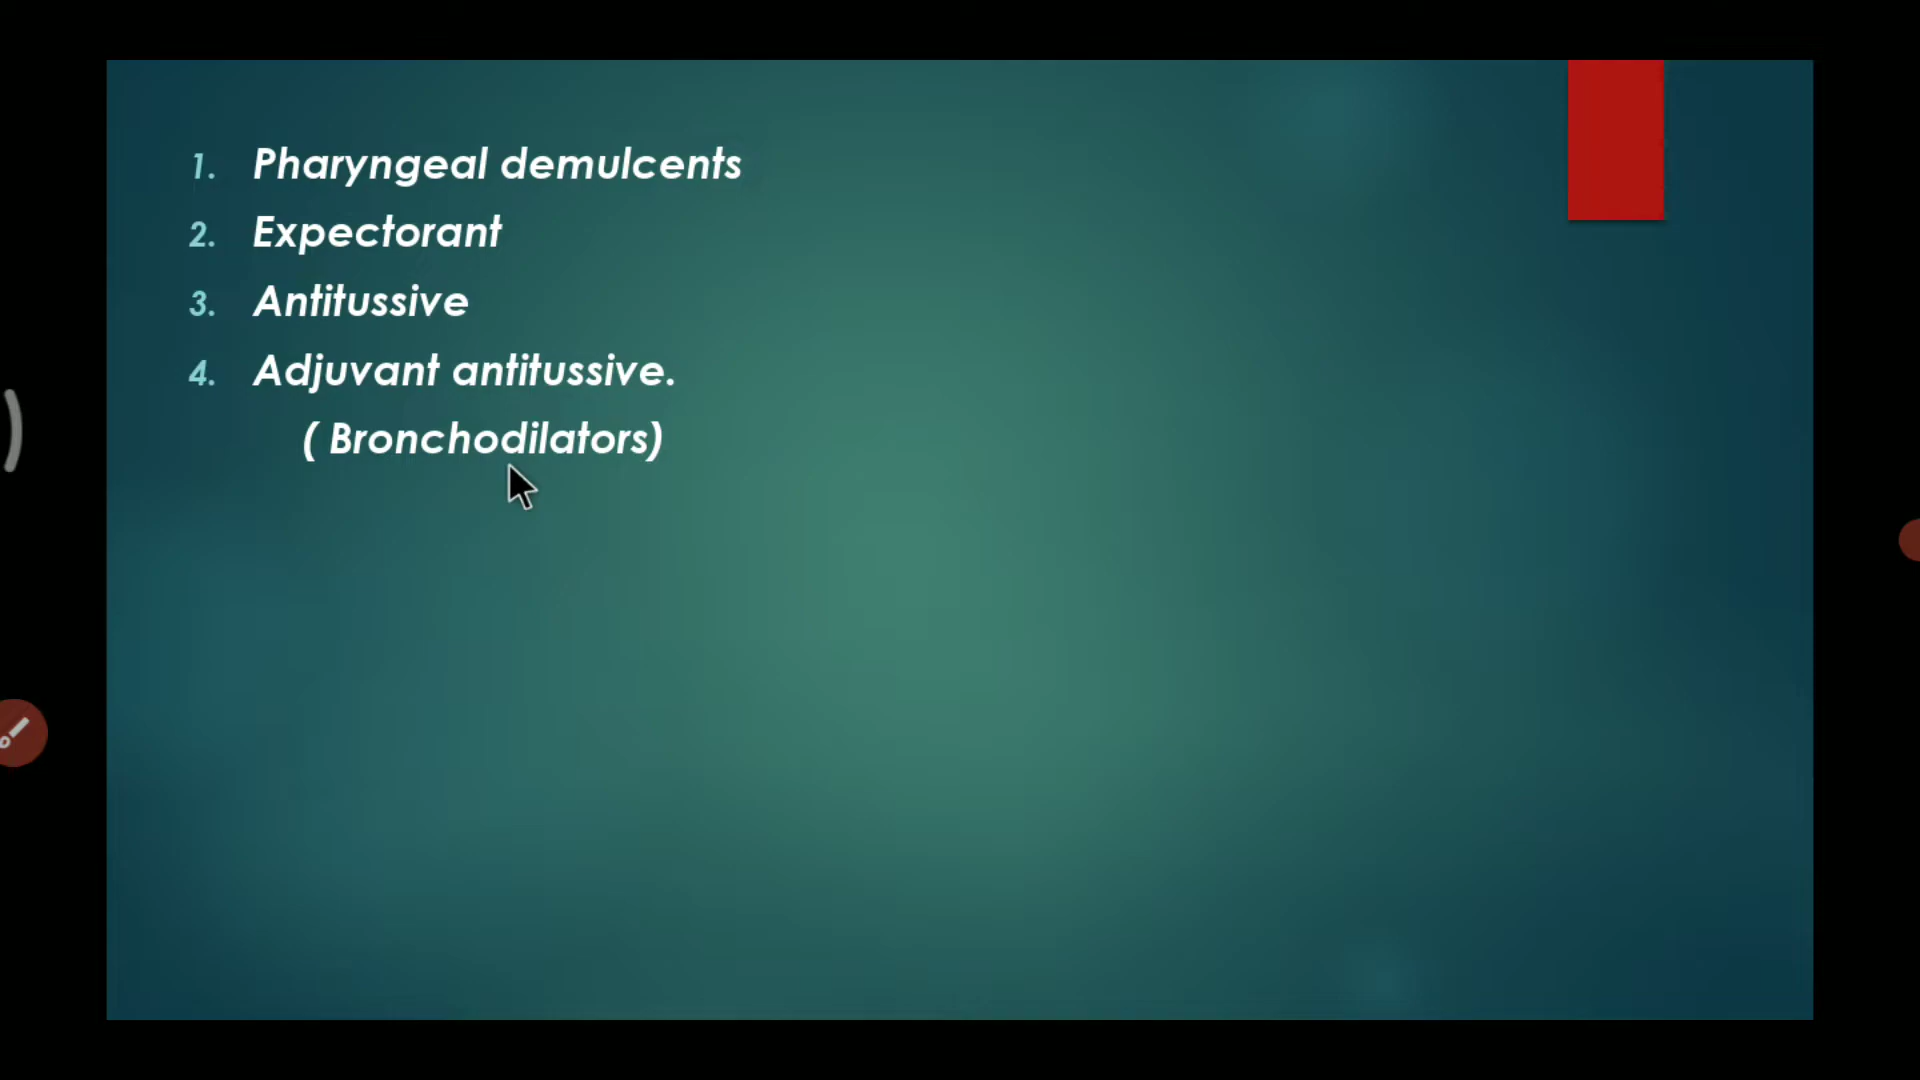 1. Pharyngeal demulcents
2. Expectorant
3. Antitussive
4. Adjuvant antitussive.
( Bronchodilators)